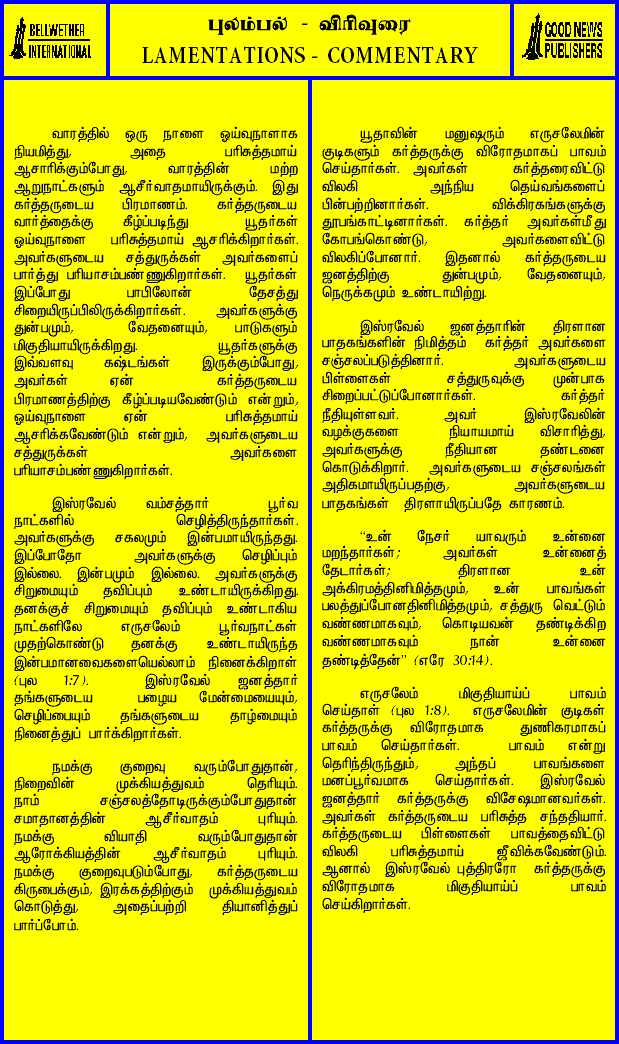 BELLWETHER
INTERNATIONAL
புலம்பல் - விரிவுரை
LAMENTATIONS - COMMENTARY
GOOD NEWS
PUBLISHERS
வாரத்தில் ஒரு நாளை ஓய்வுநாளாக
நியமித்து, அதை பரிசுத்தமாய்
ஆசாரிக்கும்போது, வாரத்தின் மற்ற
ஆறுநாட்களும் ஆசீர்வாதமாயிருக்கும். இது
கர்த்தருடைய பிரமாணம். கர்த்தருடைய
வார்த்தைக்கு கீழ்ப்படிந்து யூதர்கள்
ஓய்வுநாளை பரிசுத்தமாய் ஆசரிக்கிறார்கள்.
அவர்களுடைய சத்துருக்கள் அவர்களைப்
பார்த்து பரியாசம்பண்ணுகிறார்கள். யூதர்கள்
இப்போது பாபிலோன் தேசத்து
சிறையிருப்பிலிருக்கிறார்கள். அவர்களுக்கு
துன்பமும், வேதனையும், பாடுகளும்
மிகுதியாயிருக்கிறது. யூதர்களுக்கு
இவ்வளவு கஷ்டங்கள் இருக்கும்போது,
அவர்கள் ஏன் கர்த்தருடைய
பிரமாணத்திற்கு கீழ்ப்படியவேண்டும் என்றும்,
ஓய்வுநாளை ஏன் பரிசுத்தமாய்
ஆசரிக்கவேண்டும் என்றும், அவர்களுடைய
சத்துருக்கள் அவர்களை
பரியாசம்பண்ணுகிறார்கள்.
இஸ்ரவேல் வம்சத்தார் பூர்வ
நாட்களில் செழித்திருந்தார்கள்.
அவர்களுக்கு சகலமும் இன்பமாயிருந்தது.
இப்போதோ அவர்களுக்கு செழிப்பும்
இல்லை. இன்பமும் இல்லை. அவர்களுக்கு
சிறுமையும் தவிப்பும் உண்டாயிருக்கிறது.
தனக்குச் சிறுமையும் தவிப்பும் உண்டாகிய
நாட்களிலே எருசலேம் பூர்வநாட்கள்
முதற்கொண்டு தனக்கு உண்டாயிருந்த
இன்பமானவைகளையெல்லாம் நினைக்கிறாள்
(புல 1:7). இஸ்ரவேல் ஜனத்தார்
தங்களுடைய பழைய மேன்மையையும்,
செழிப்பையும் தங்களுடைய தாழ்மையும்
நினைத்துப் பார்க்கிறார்கள்.
நமக்கு குறைவு வரும்போதுதான்,
நிறைவின் முக்கியத்துவம் தெரியும்.
நாம் சஞ்சலத்தோடிருக்கும்போதுதான்
சமாதானத்தின் ஆசீர்வாதம் புரியும்.
நமக்கு வியாதி வரும்போதுதான்
ஆரோக்கியத்தின் ஆசீர்வாதம் புரியும்.
நமக்கு குறைவுபடும்போது, கர்த்தருடைய
கிருபைக்கும், இரக்கத்திற்கும் முக்கியத்துவம்
கொடுத்து, அதைப்பற்றி தியானித்துப்
பார்ப்போம்.
யூதாவின் மனுஷரும் எருசலேமின்
குடிகளும் கர்த்தருக்கு விரோதமாகப் பாவம்
செய்தார்கள். அவர்கள் கர்த்தரைவிட்டு
விலகி அந்நிய தெய்வங்களைப்
பின்பற்றினார்கள். விக்கிரகங்களுக்கு
தூபங்காட்டினார்கள். கர்த்தர் அவர்கள்மீது
கோபங்கொண்டு, அவர்களைவிட்டு
விலகிப்போனார். இதனால் கர்த்தருடைய
ஜனத்திற்கு துன்பமும், வேதனையும்,
நெருக்கமும் உண்டாயிற்று.
இஸ்ரவேல் ஜனத்தாரின் திரளான
பாதகங்களின் நிமித்தம் கர்த்தர் அவர்களை
சஞ்சலப்படுத்தினார். அவர்களுடைய
பிள்ளைகள் சத்துருவுக்கு முன்பாக
சிறைப்பட்டுப்போனார்கள். கர்த்தர்
நீதியுள்ளவர். அவர் இஸ்ரவேலின்
வழக்குகளை நியாயமாய் விசாரித்து,
அவர்களுக்கு நீதியான தண்டனை
கொடுக்கிறார். அவர்களுடைய சஞ்சலங்கள்
அதிகமாயிருப்பதற்கு, அவர்களுடைய
பாதகங்கள் திரளாயிருப்பதே காரணம்.
“உன் நேசர் யாவரும் உன்னை
மறந்தார்கள்; அவர்கள் உன்னைத்
தேடார்கள்; திரளான உன்
அக்கிரமத்தினிமித்தமும், உன் பாவங்கள்
பலத்துப்போனதினிமித்தமும், சத்துரு வெட்டும்
வண்ணமாகவும், கொடியவன் தண்டிக்கிற
வண்ணமாகவும் நான் உன்னை
தண்டித்தேன்” (எரே 30:14).
எருசலேம் மிகுதியாய்ப் பாவம்
செய்தாள் (புல 1:8). எருசலேமின் குடிகள்
கர்த்தருக்கு விரோதமாக துணிகரமாகப்
பாவம் செய்தார்கள். பாவம் என்று
தெரிந்திருந்தும், அந்தப் பாவங்களை
மனப்பூர்வமாக செய்தார்கள். இஸ்ரவேல்
ஜனத்தார் கர்த்தருக்கு விசேஷமானவர்கள்.
அவர்கள் கர்த்தருடைய பரிசுத்த சந்ததியார்.
கர்த்தருடைய பிள்ளைகள் பாவத்தைவிட்டு
விலகி பரிசுத்தமாய் ஜீவிக்கவேண்டும்.
ஆனால் இஸ்ரவேல் புத்திரரோ கர்த்தருக்கு
விரோதமாக மிகுதியாய்ப் பாவம்
செய்கிறார்கள்.